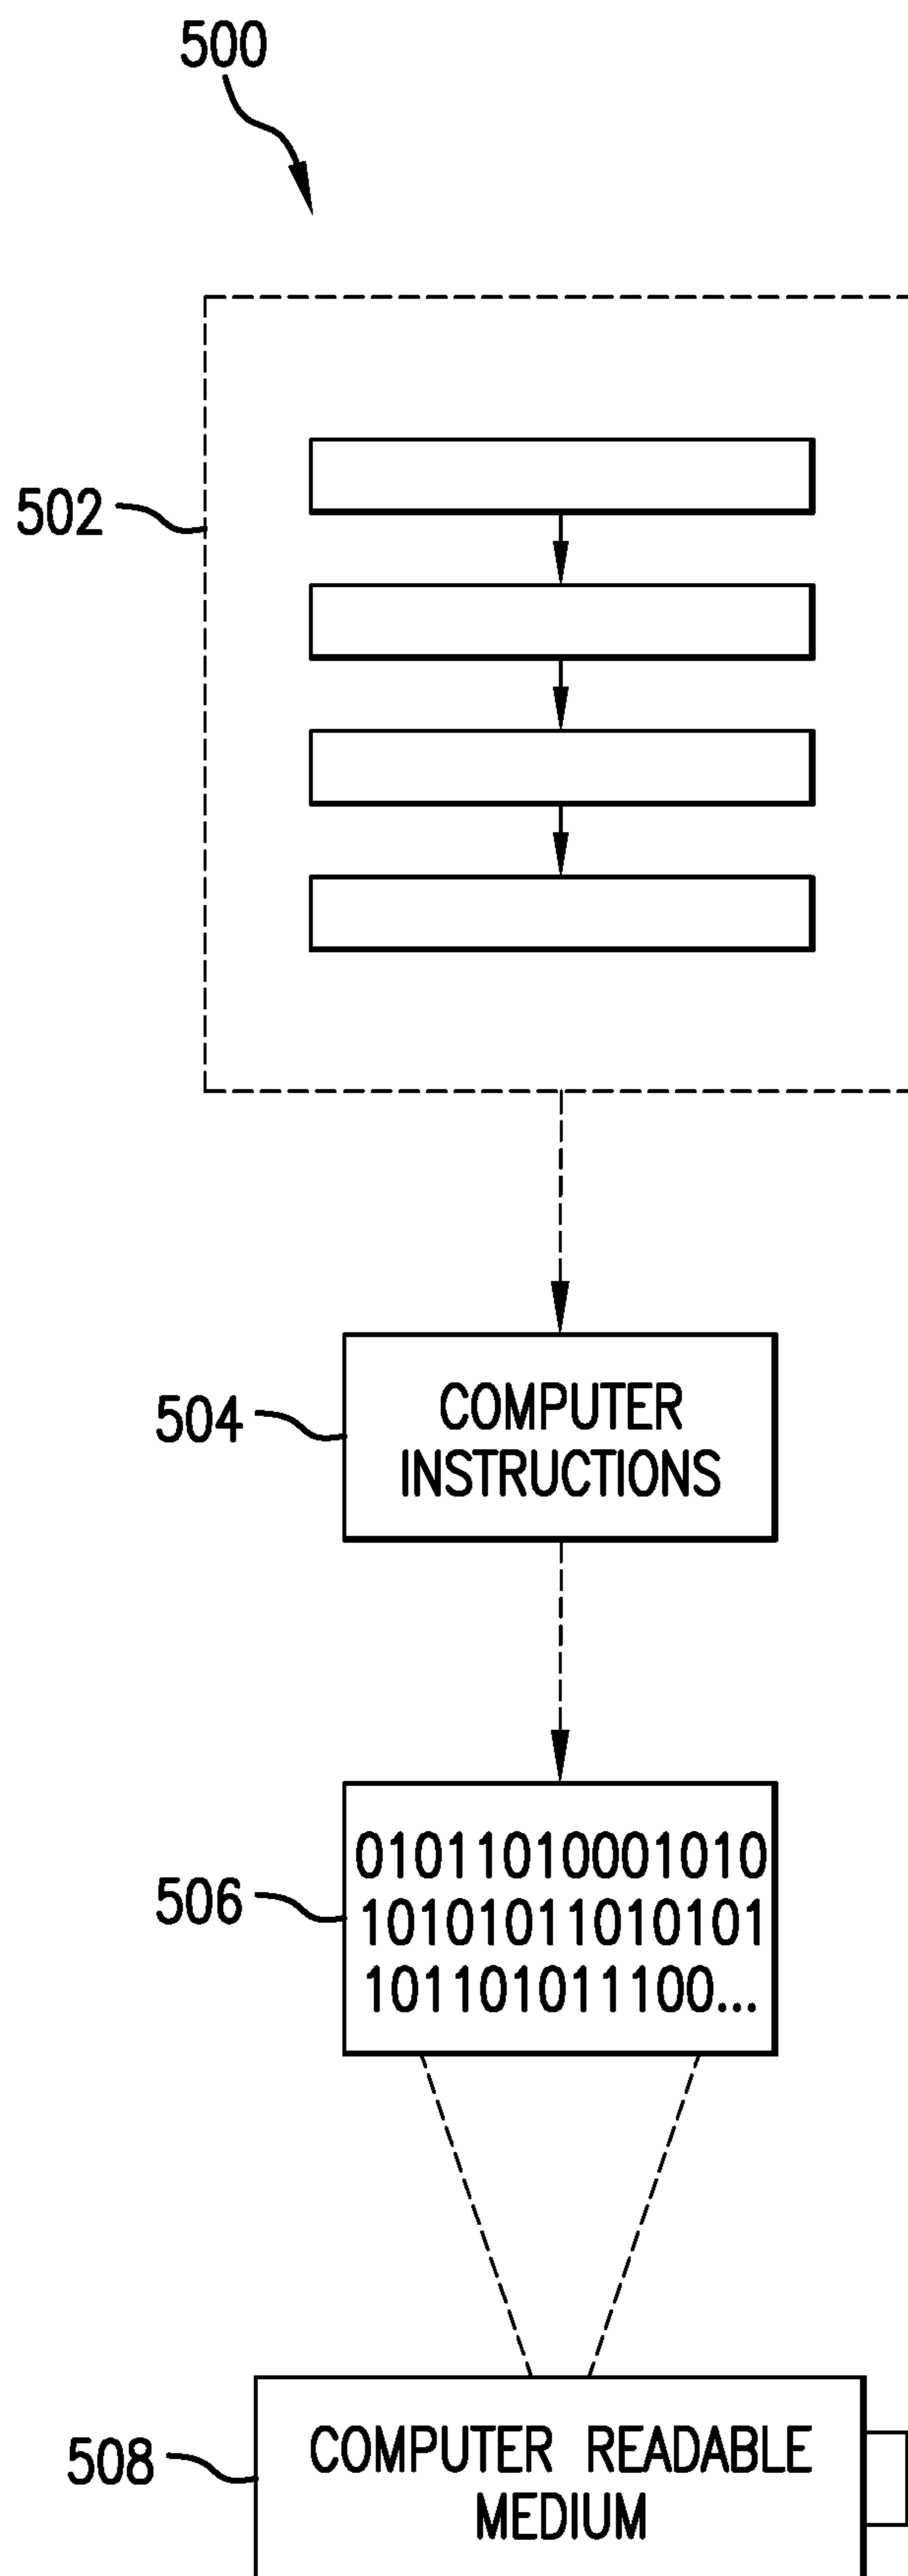 500
502
504
COMPUTER
INSTRUCTIONS
506
01011010001010
10101011010101
101101011100...
508
COMPUTER READABLE
MEDIUM